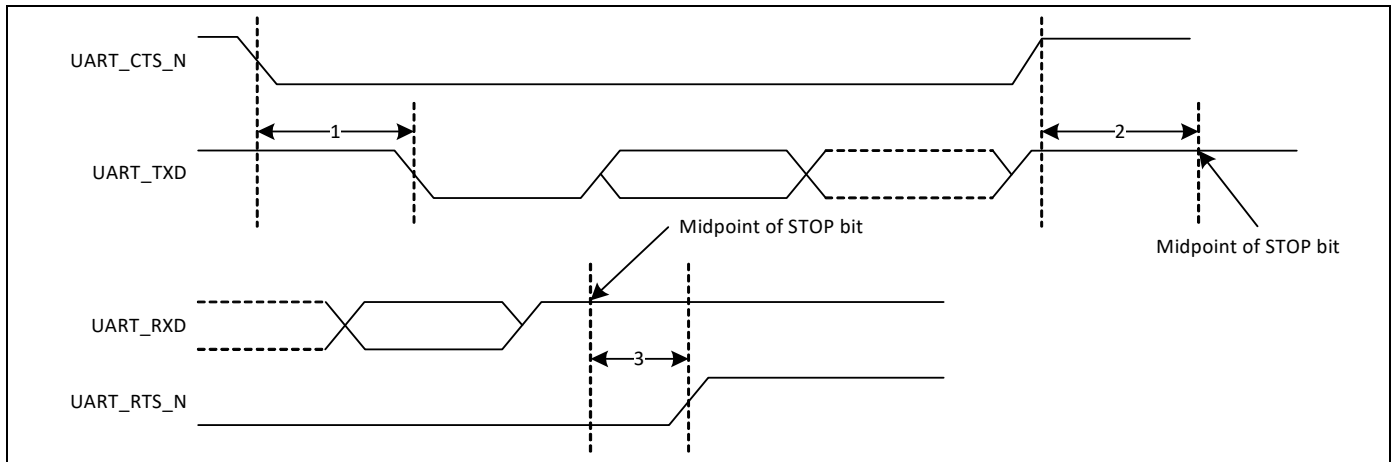 UART_CTS_N
1
2
UART_TXD
Midpoint of STOP bit
Midpoint of STOP bit
UART_RXD
3
UART_RTS_N